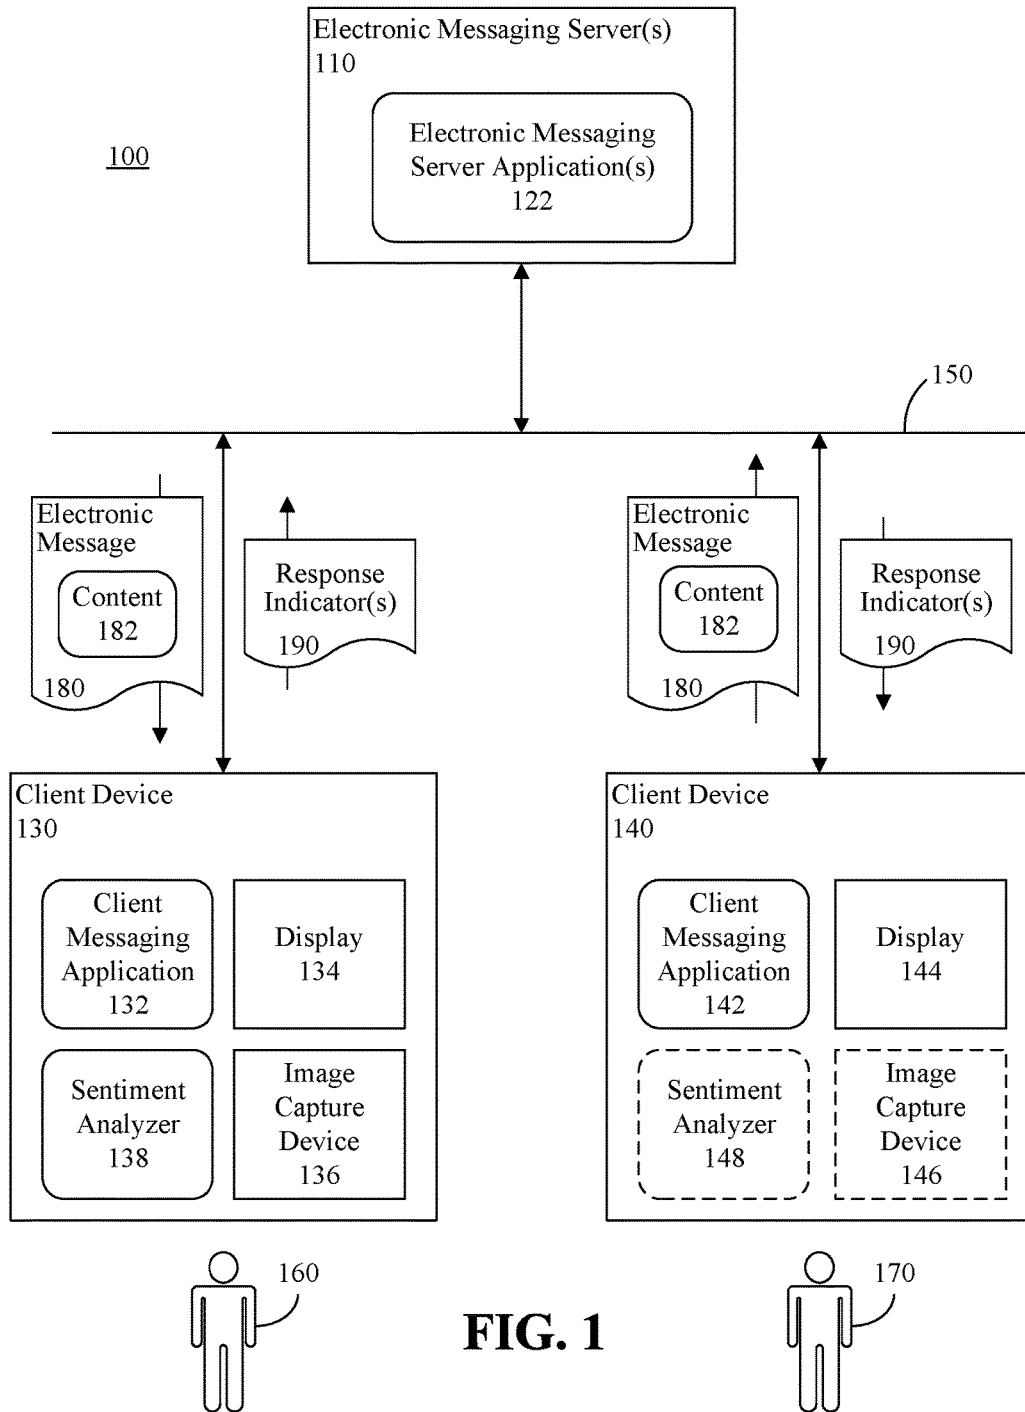 Electronic Messaging Server(s)
110
Electronic Messaging
Server Application(s)
122
100
150
Electronic
Message
Content
182
180
Response
Indicator(s)
190
Electronic
Message
Content
182
180
Response
Indicator(s)
190
Client Device
130
Client
Messaging
Application
132
Display
134
Sentiment
Analyzer
138
Image
Capture
Device
136
Client Device
140
Client
Messaging
Application
142
Display
144
Sentiment
Analyzer
148
Image
Capture
Device
146
160
170
FIG. 1